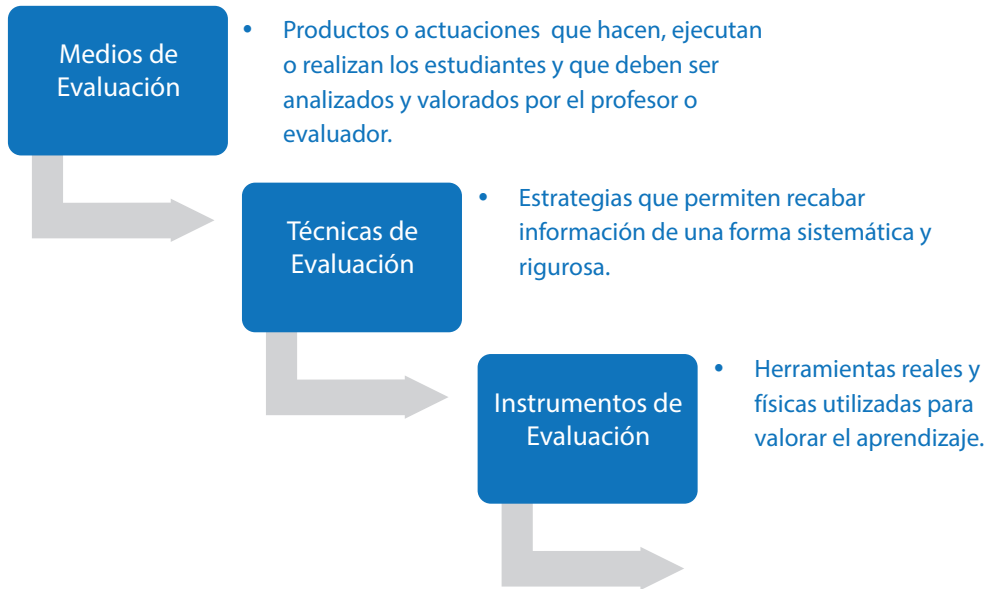 Medios de
Evaluación
• Productos o actuaciones que hacen, ejecutan
o realizan los estudiantes y que deben ser
analizados y valorados por el profesor o
evaluador.
Técnicas de
Evaluación
• Estrategias que permiten recabar
información de una forma sistemática y
rigurosa.
Instrumentos de
Evaluación
• Herramientas reales y
físicas utilizadas para
valorar el aprendizaje.